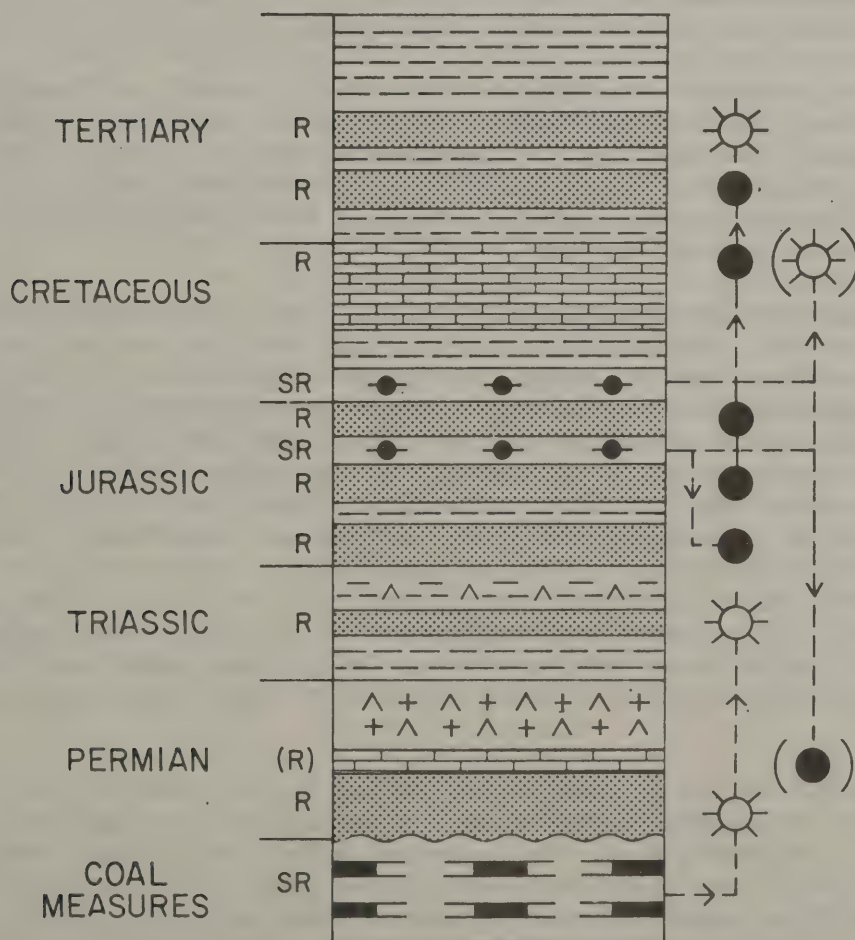 TERTIARY R
R
CRETACEOUS R
SR
R
SR
JURASSIC R
R
TRIASSIC R
PERMIAN (R)
R
COAL
MEASURES SR